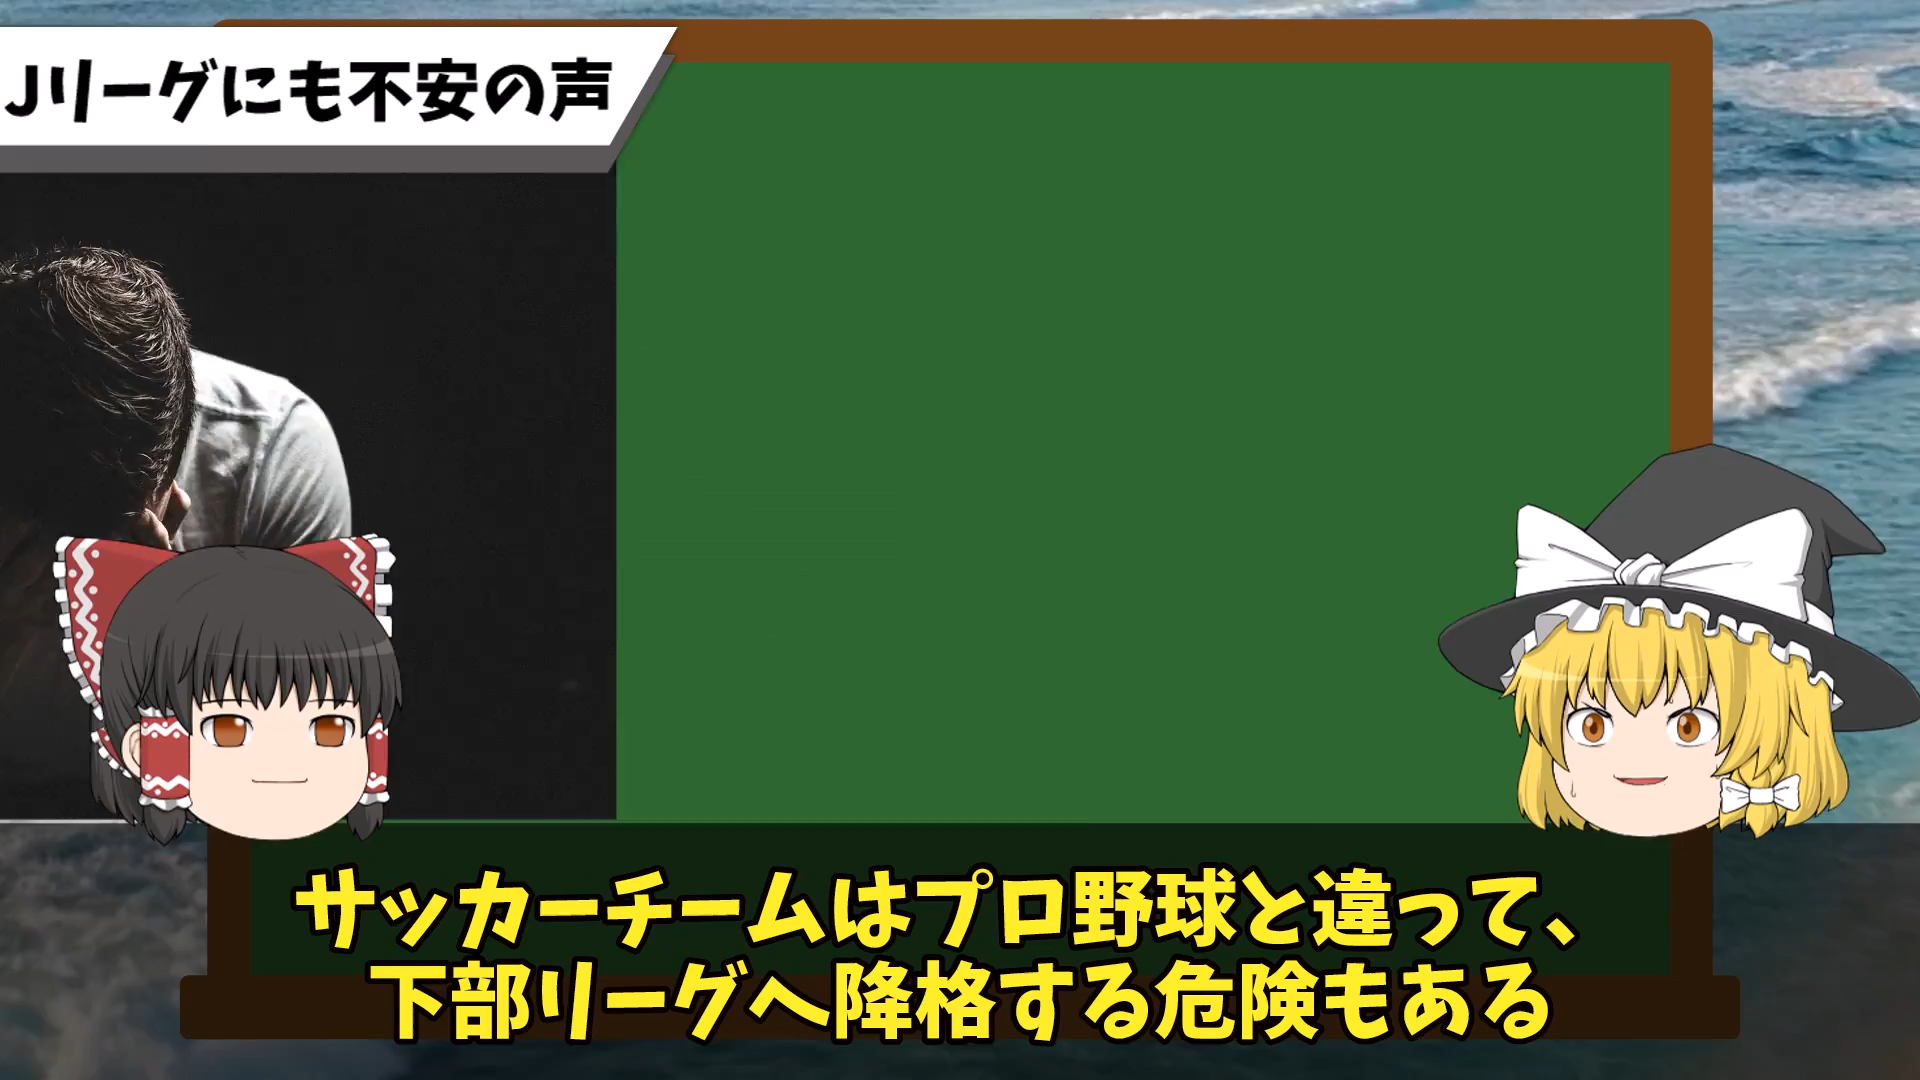 Jリーグにも不安の声
サッカーチームはプロ野球と違って、
下部リーグへ降格する危険もある